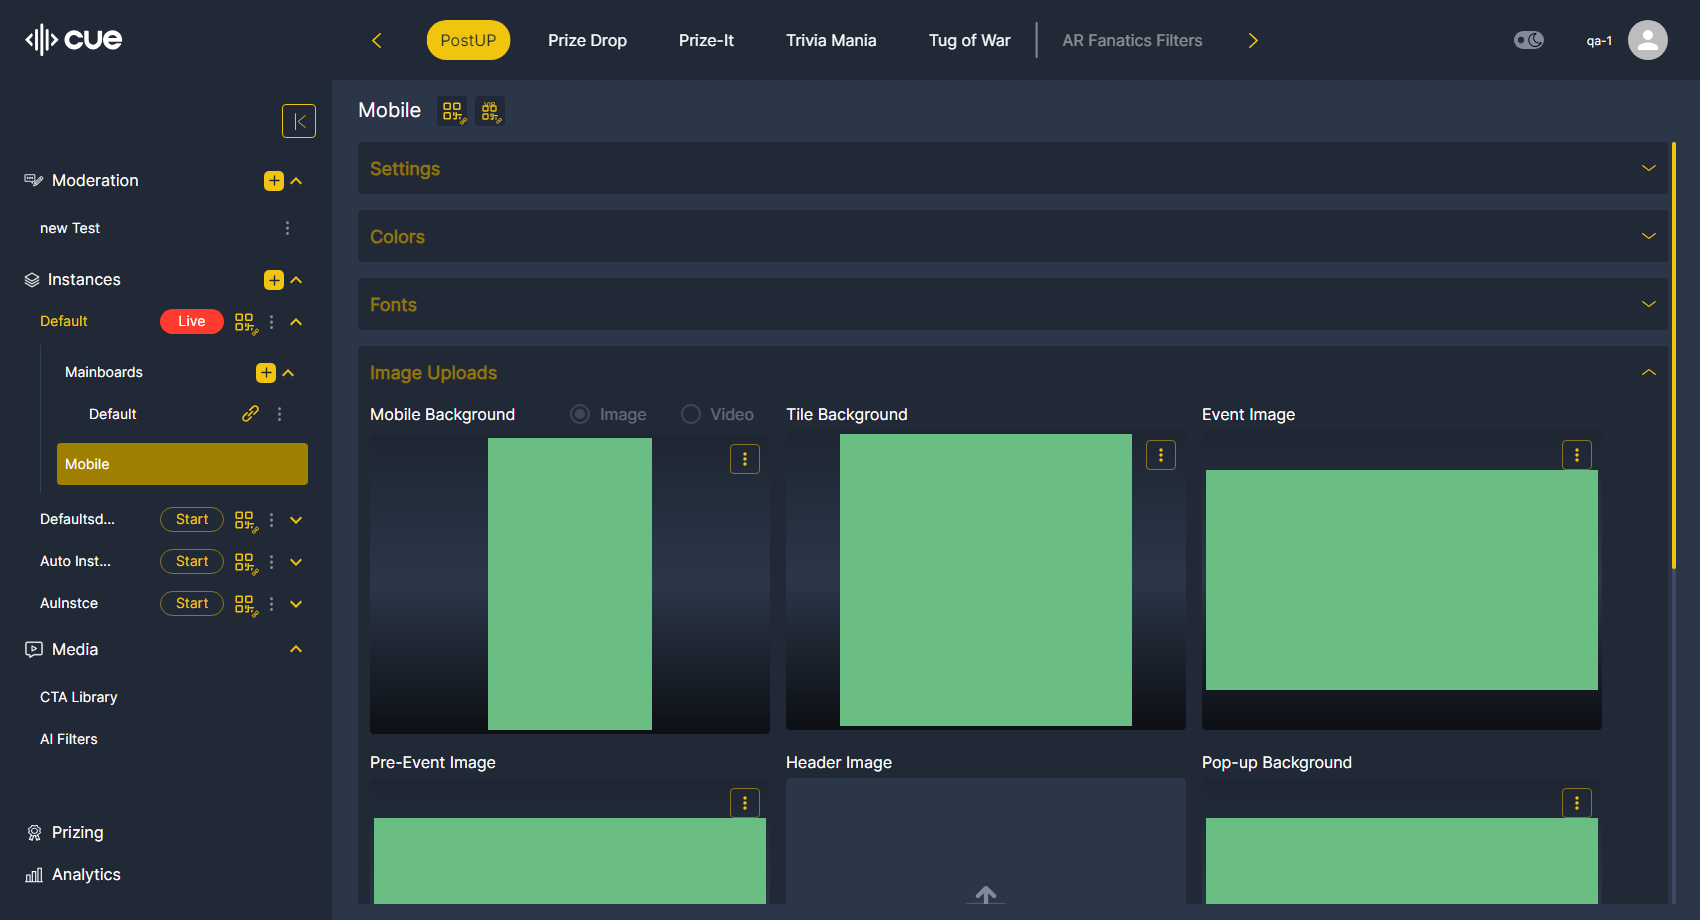 cue
PostUP
Prize Drop
Prize-It
Trivia Mania
Tug of War
AR Fanatics Filters
qa-1
Moderation
new Test
Instances
Default
Live
Mainboards
Default
Mobile
Defaultsd...
Start
Auto Inst...
Start
AuInstce
Start
Media
CTA Library
AI Filters
Prizing
Analytics
Mobile
VIP
Settings
Colors
Fonts
Image Uploads
Mobile Background
Image
Video
Tile Background
Event Image
Pre-Event Image
Header Image
Pop-up Background